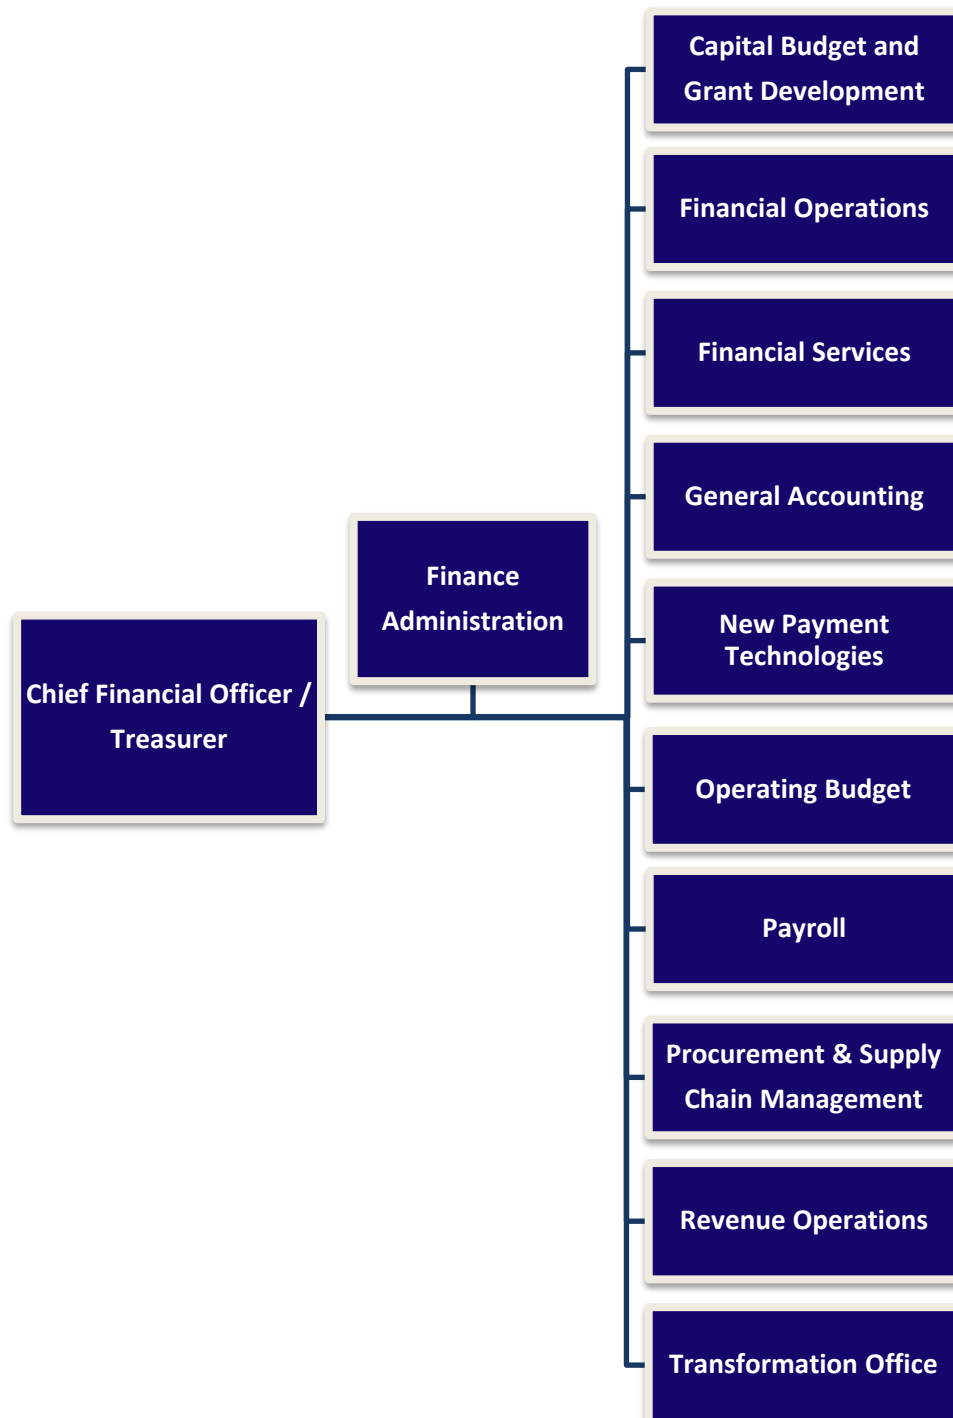 Capital Budget and
Grant Development
Financial Operations
Financial Services
General Accounting
Finance
Administration
New Payment
Technologies
Chief Financial Officer /
Treasurer
Operating Budget
Payroll
Procurement & Supply
Chain Management
Revenue Operations
Transformation Office